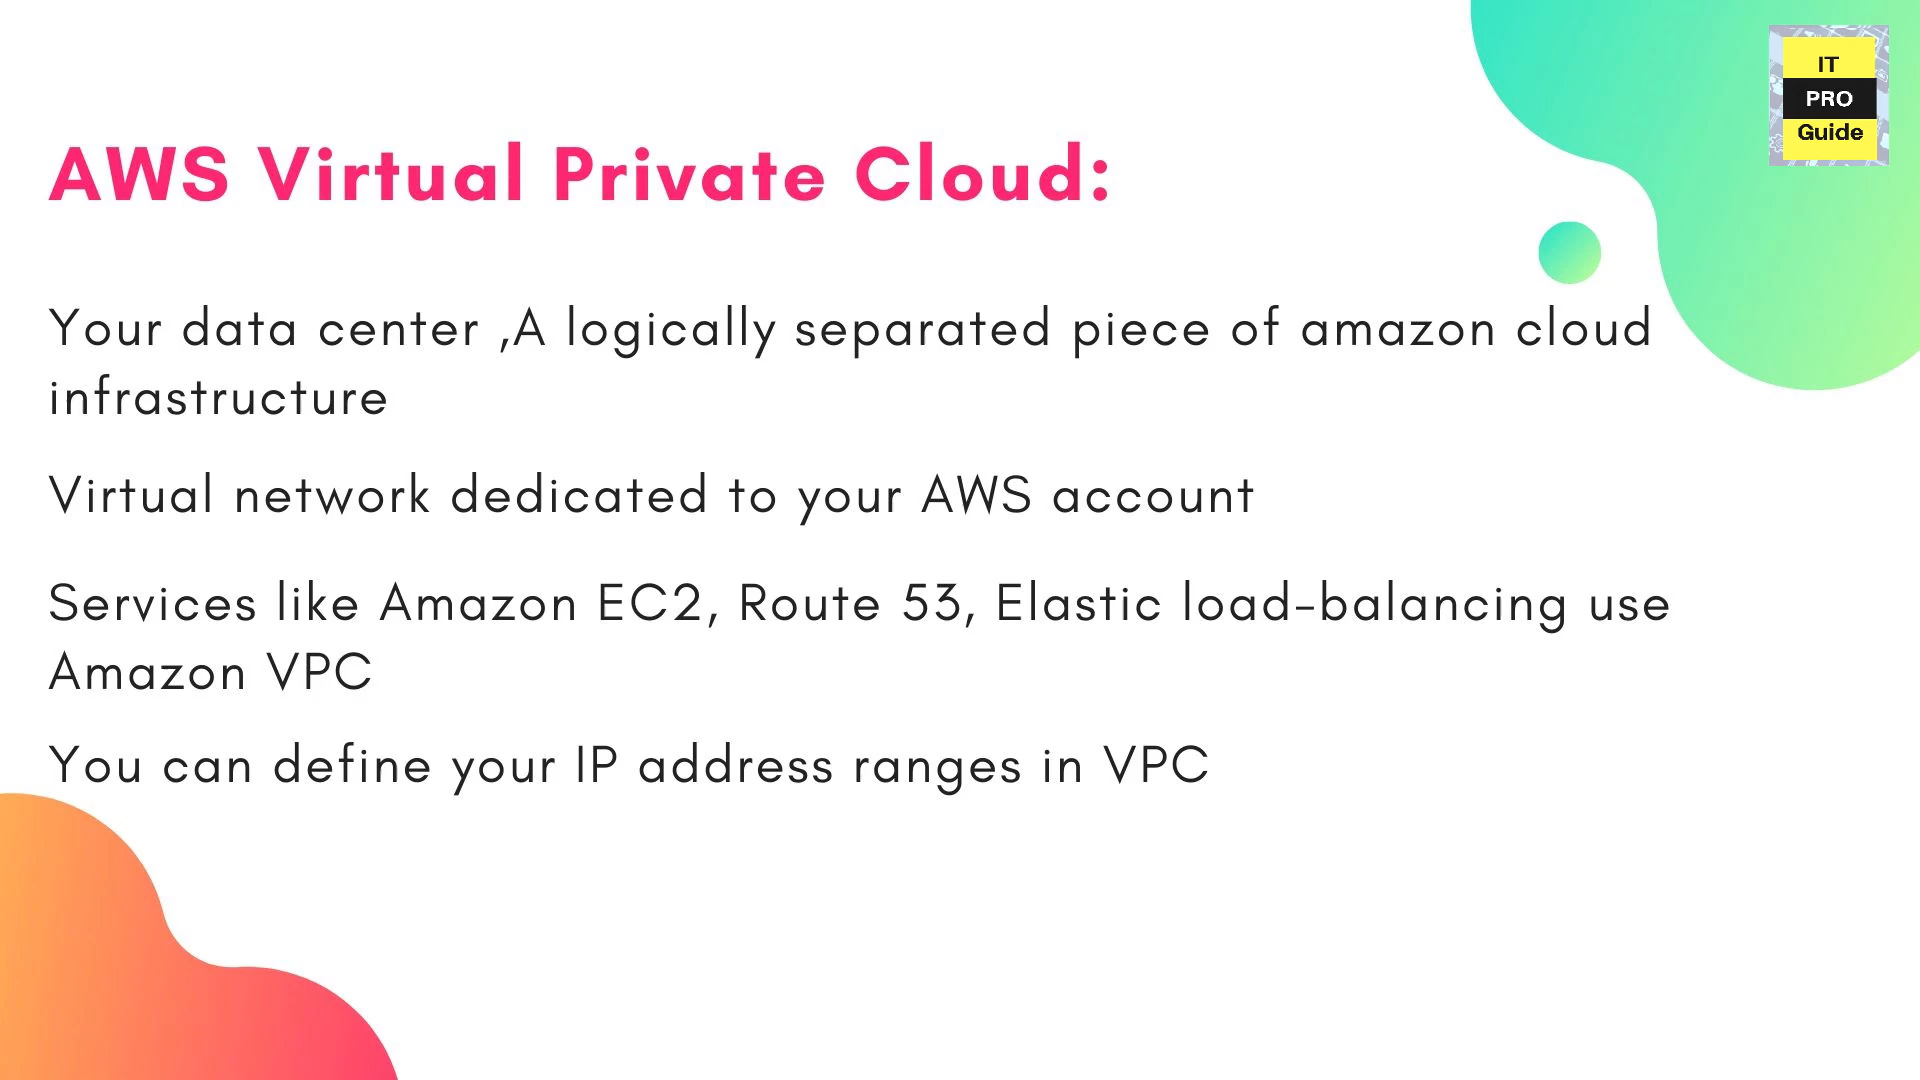 IT
PRO
Guide
AWS Virtual Private Cloud:
Your data center ,A logically separated piece of amazon cloud
infrastructure
Virtual network dedicated to your AWS account
Services like Amazon EC2, Route 53, Elastic load-balancing use
Amazon VPC
You can define your IP address ranges in VPC